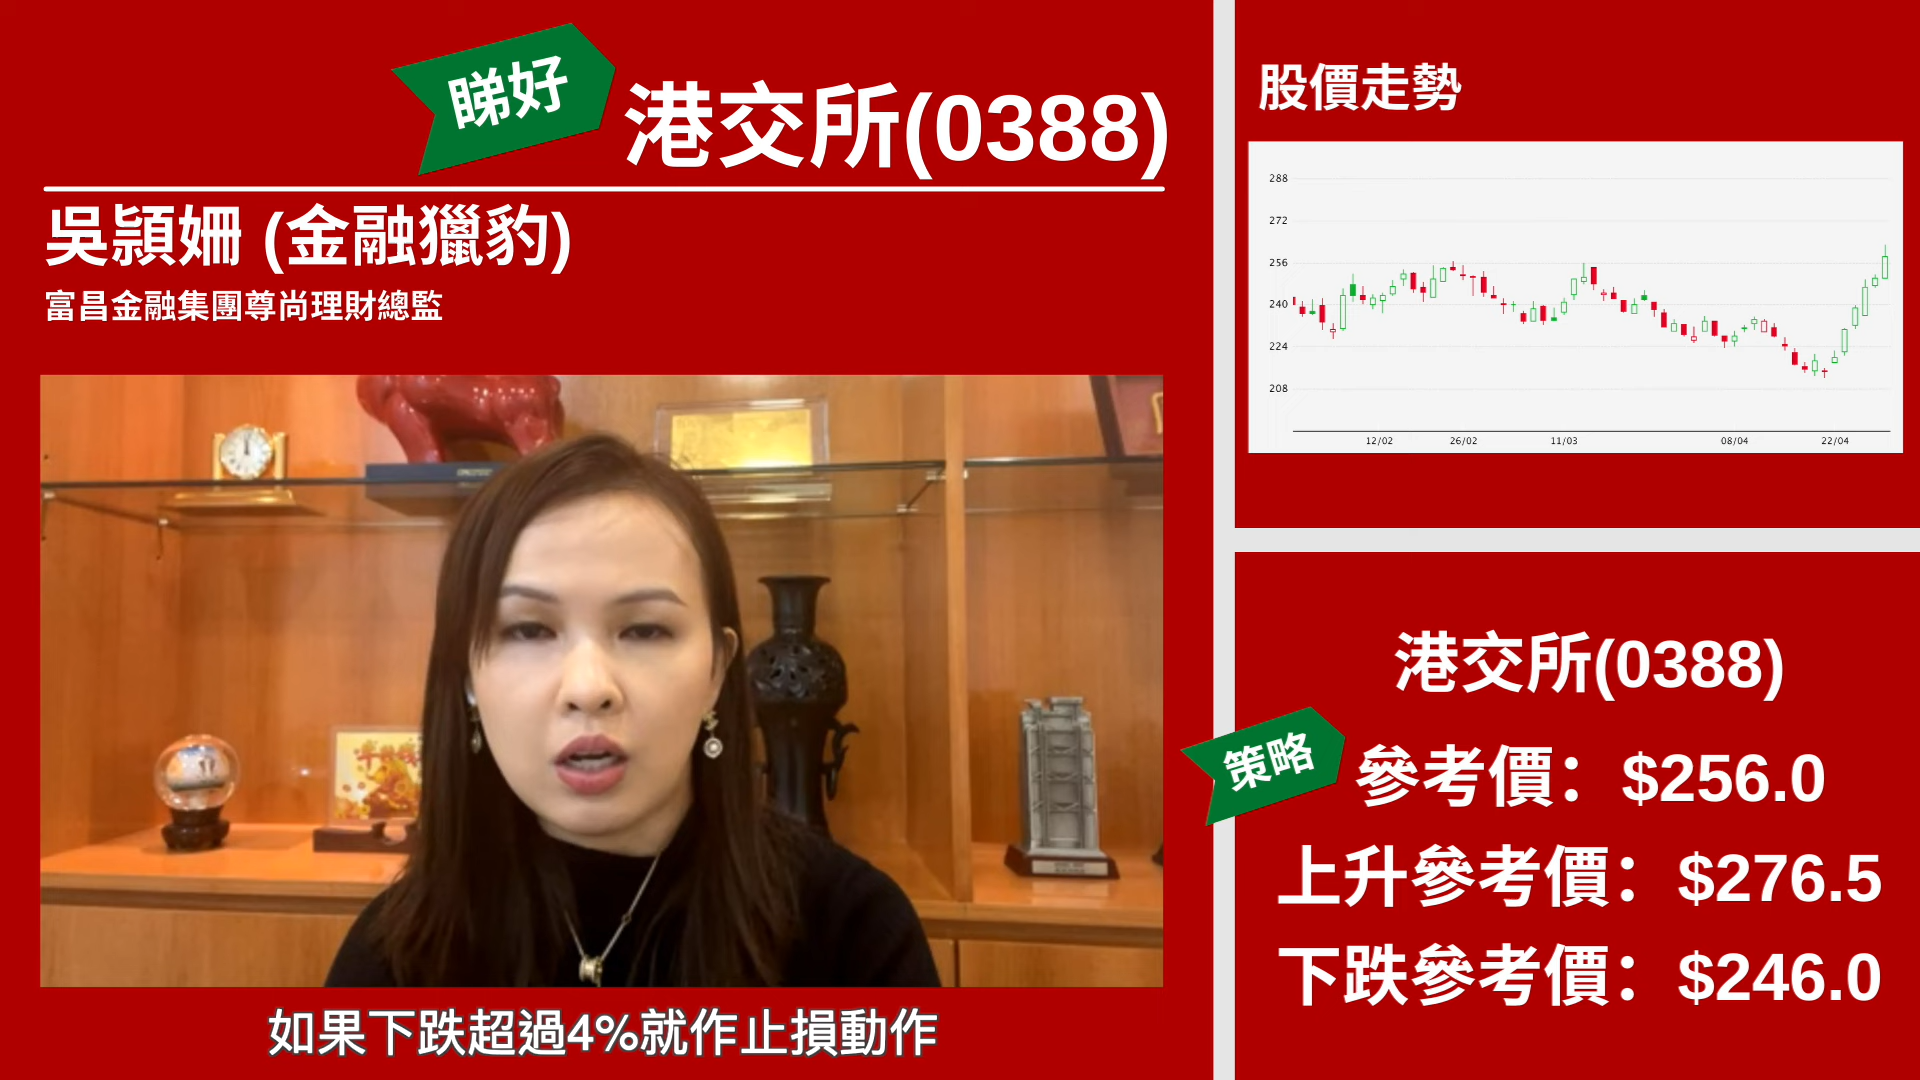 睇好
港交所(0388)
吳頴姍 (金融獵豹)
富昌金融集團尊尚理財總監
如果下跌超過4%就作止損動作
股價走勢
288
272
256
240
224
208
12/02 26/02 11/03 08/04 22/04
港交所(0388)
策略
參考價：$256.0
上升參考價：$276.5
下跌參考價：$246.0